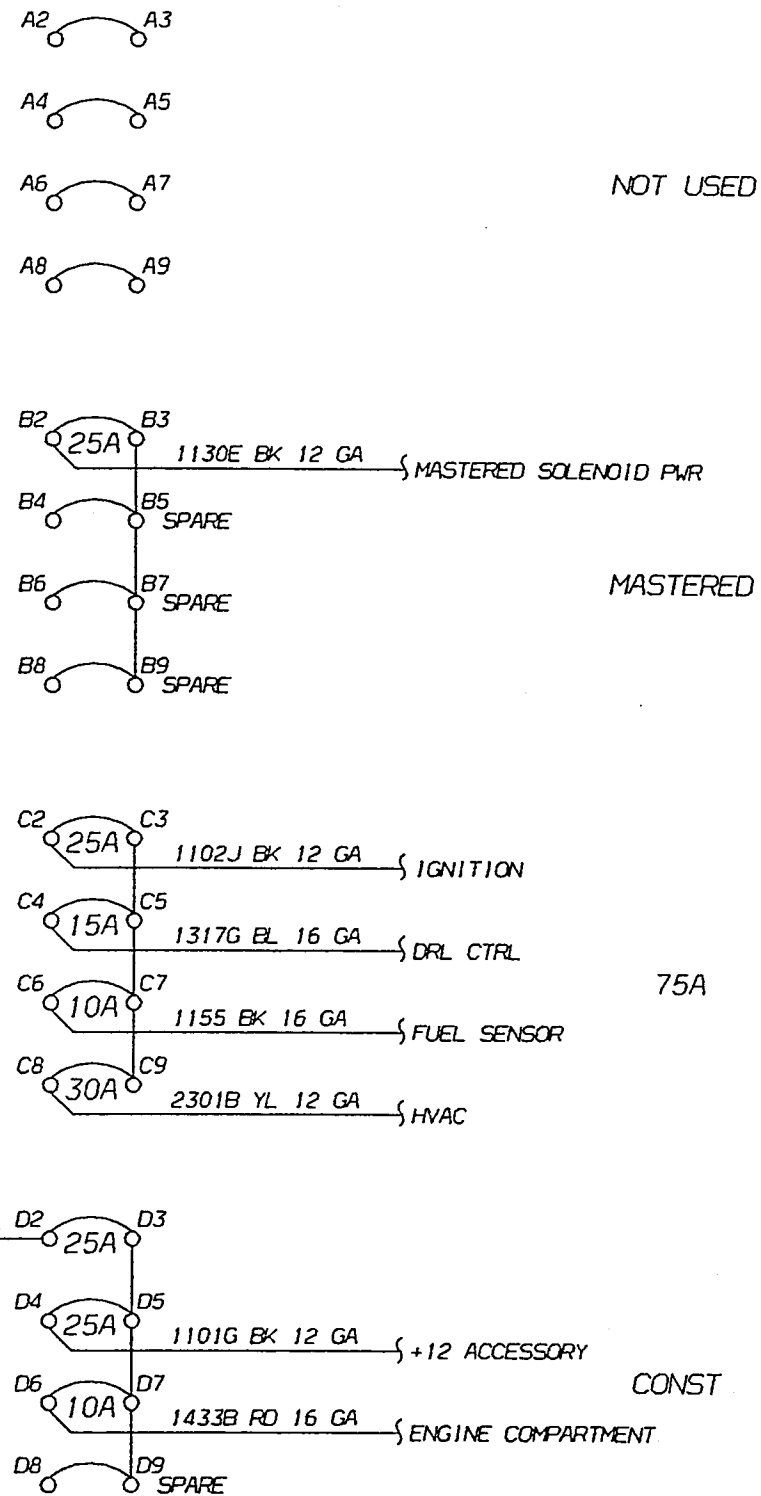 A2 A3
A4 A5
A6 A7
NOT USED
A8 A9
B2 B3
25A
1130E BK 12 GA
MASTERED SOLENOID PWR
B4 B5
SPARE
B6 B7
SPARE
MASTERED
B8 B9
SPARE
C2 C3
25A
1102J BK 12 GA
IGNITION
C4 C5
15A
1317G BL 16 GA
DRL CTRL
C6 C7
75A
10A
1155 BK 16 GA
FUEL SENSOR
C8 C9
30A
2301B YL 12 GA
HVAC
D2 D3
25A
D4 D5
25A
1101G BK 12 GA
+12 ACCESSORY
D6 D7
CONST
10A
1433B RD 16 GA
ENGINE COMPARTMENT
D8 D9
SPARE